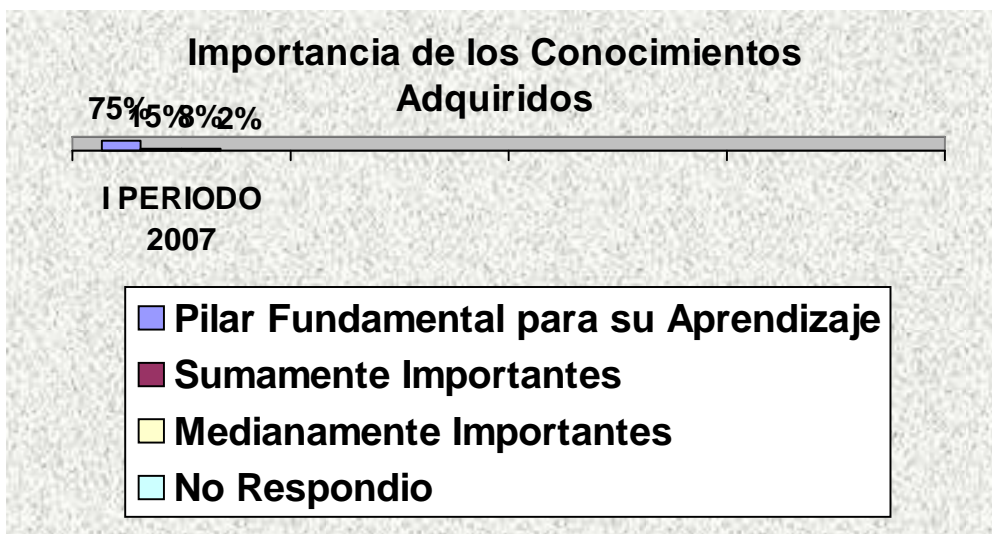 Importancia de los Conocimientos
Adquiridos
75% 15% 8% 2%
I PERIODO
2007
Pilar Fundamental para su Aprendizaje
Sumamente Importantes
Medianamente Importantes
No Respondio